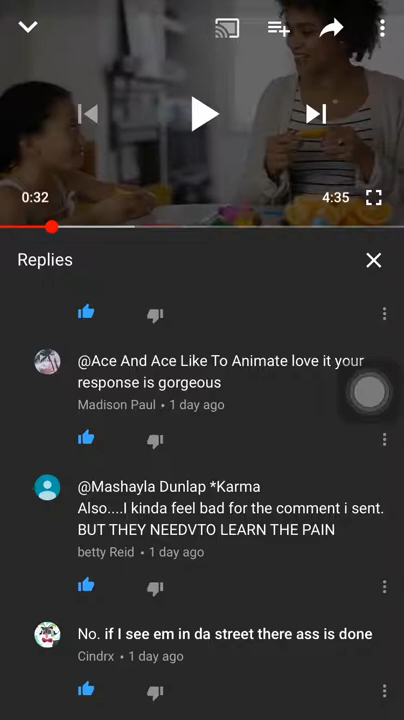 0:32
4:35
Replies
@Ace And Ace Like To Animate love it your
response is gorgeous
Madison Paul • 1 day ago
@Mashayla Dunlap *Karma
Also....I kinda feel bad for the comment i sent.
BUT THEY NEEDVTO LEARN THE PAIN
betty Reid • 1 day ago
No. if I see em in da street there ass is done
Cindrx • 1 day ago